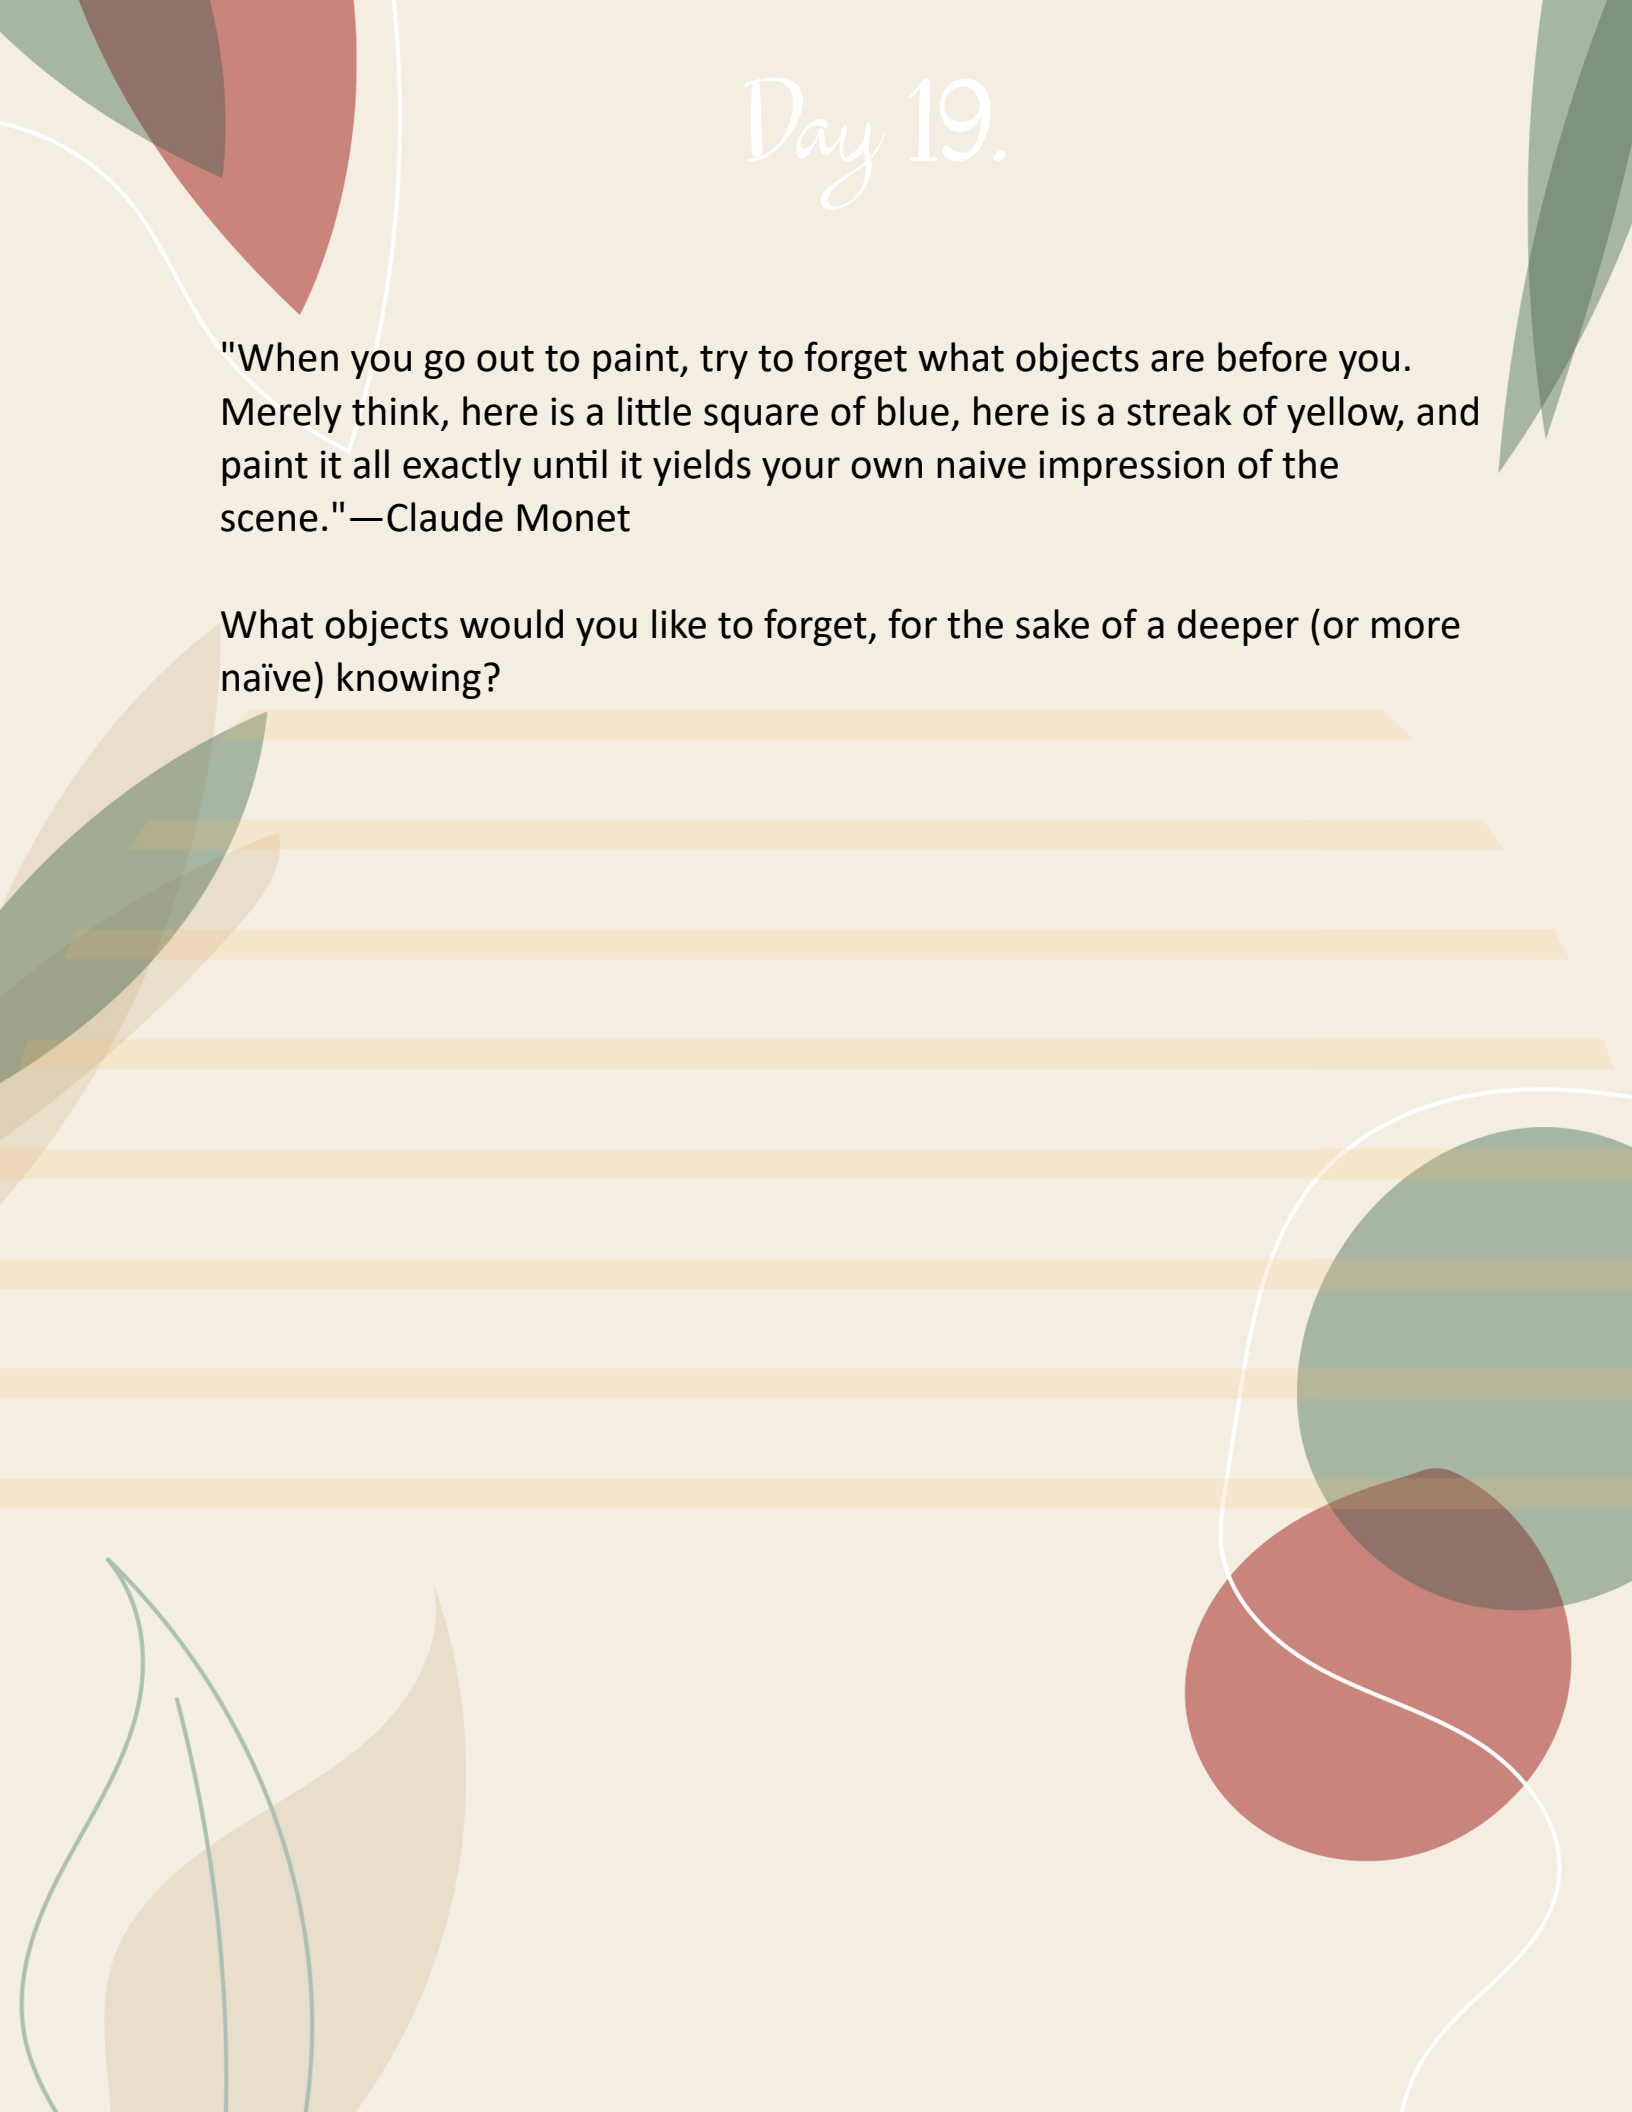 Day 19.
"When you go out to paint, try to forget what objects are before you.
Merely think, here is a little square of blue, here is a streak of yellow, and
paint it all exactly until it yields your own naive impression of the
scene."—Claude Monet
What objects would you like to forget, for the sake of a deeper (or more
naïve) knowing?